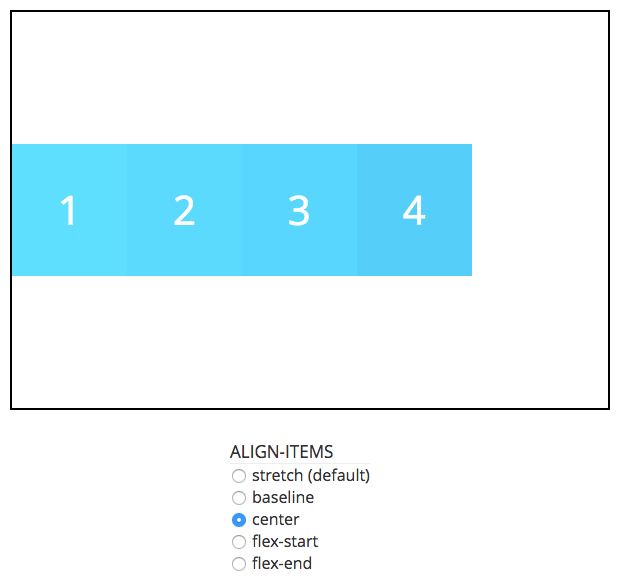 1 2 3 4
ALIGN-ITEMS
stretch (default)
baseline
center
flex-start
flex-end